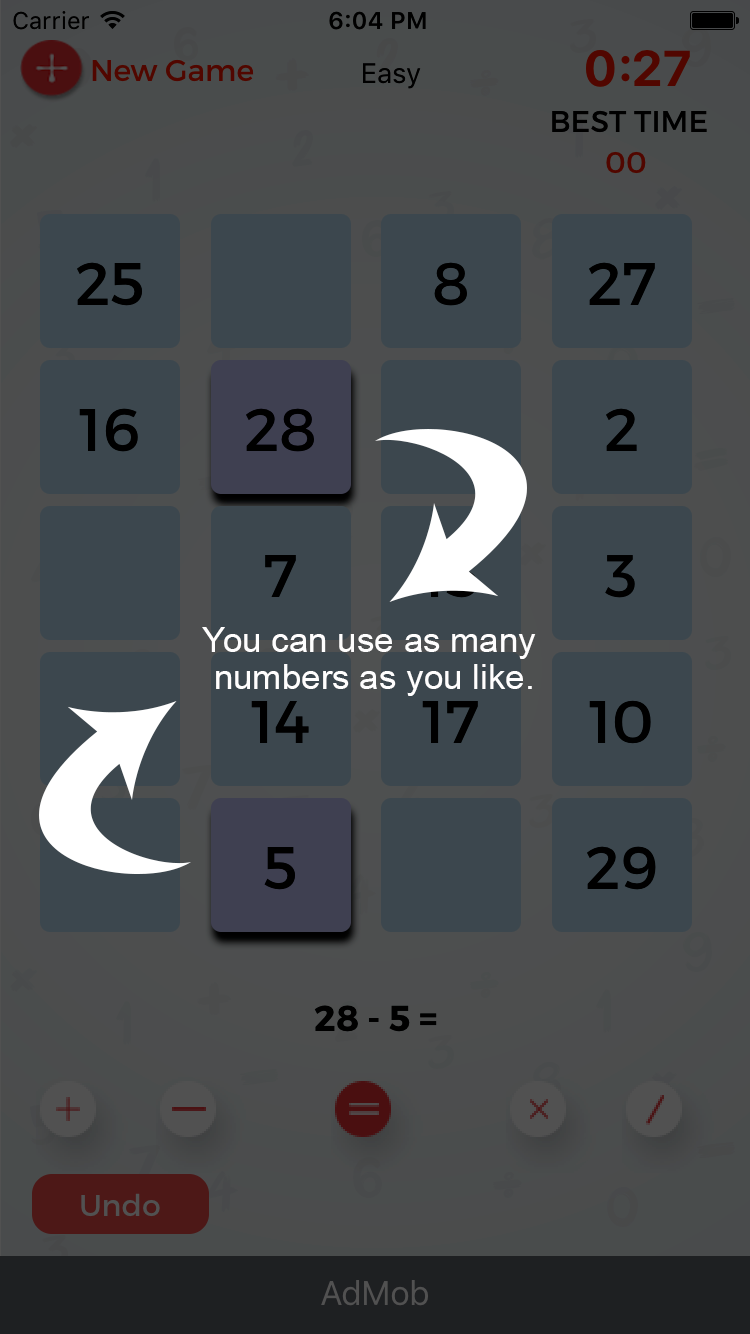 Carrier 6:04 PM
New Game Easy 0:27
BEST TIME
00
25 8 27
16 28 2
7 3
You can use as many
numbers as you like.
14 17 10
5 29
28 - 5 =
+ − = × /
Undo
AdMob